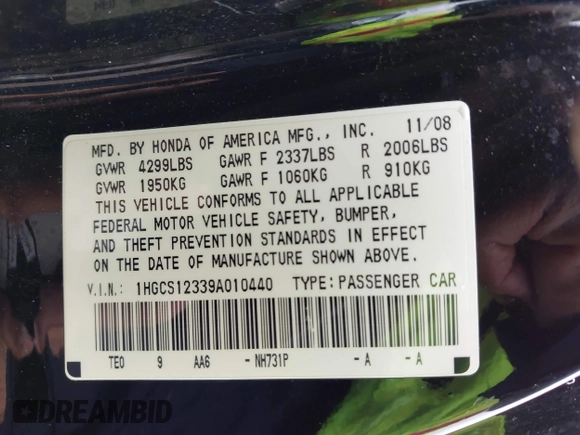 MFD. BY HONDA OF AMERICA MFG., INC. 11/08
GVWR 4299LBS GAWR F 2337LBS R 2006LBS
GVWR 1950KG GAWR F 1060KG R 910KG
THIS VEHICLE CONFORMS TO ALL APPLICABLE
FEDERAL MOTOR VEHICLE SAFETY, BUMPER,
AND THEFT PREVENTION STANDARDS IN EFFECT
ON THE DATE OF MANUFACTURE SHOWN ABOVE.
V.I.N.: 1HGCS12339A010440 TYPE: PASSENGER CAR
TE0 9 AA6 - NH731P - A - A
DREAMBID